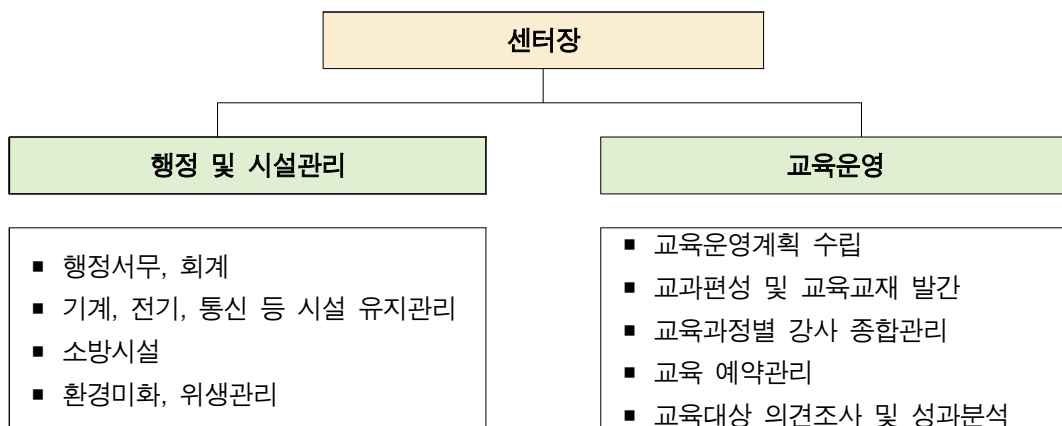 센터장
행정 및 시설관리
■ 행정서무, 회계
■ 기계, 전기, 통신 등 시설 유지관리
■ 소방시설
■ 환경미화, 위생관리
교육운영
■ 교육운영계획 수립
■ 교과편성 및 교육교재 발간
■ 교육과정별 강사 종합관리
■ 교육 예약관리
■ 교육대상 의견조사 및 성과분석